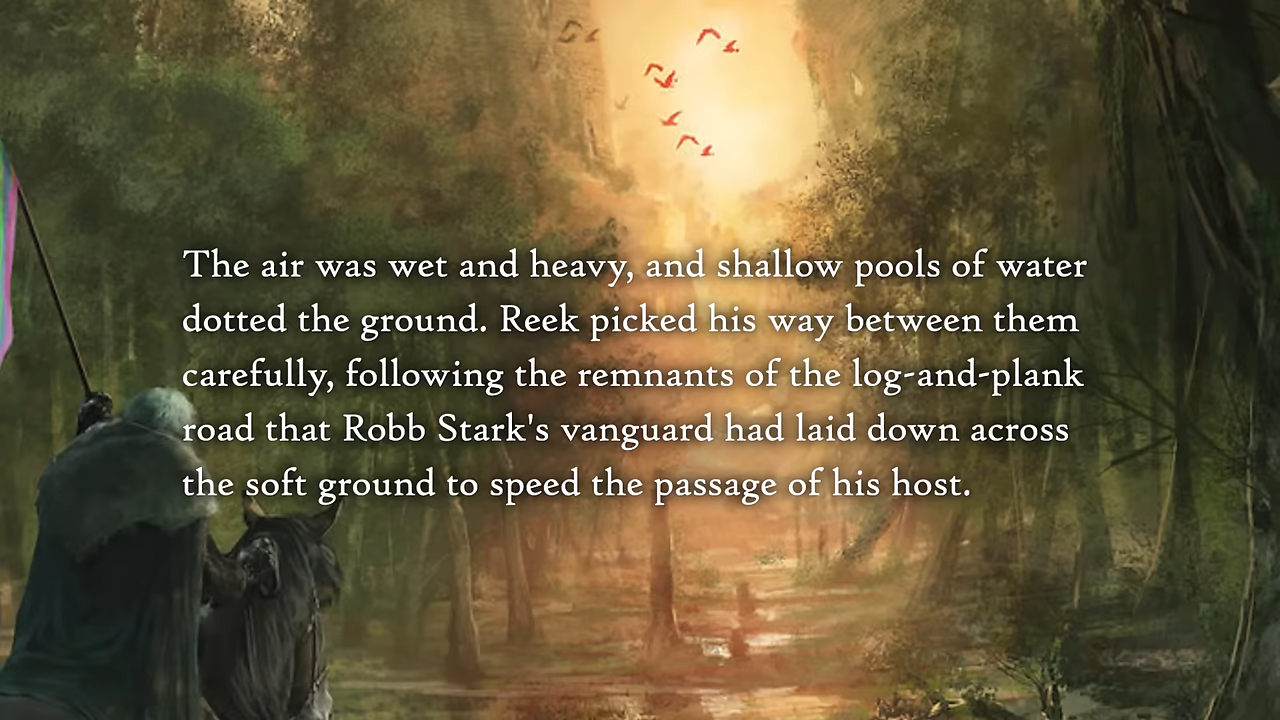 The air was wet and heavy, and shallow pools of water
dotted the ground. Reek picked his way between them
carefully, following the remnants of the log-and-plank
road that Robb Stark's vanguard had laid down across
the soft ground to speed the passage of his host.